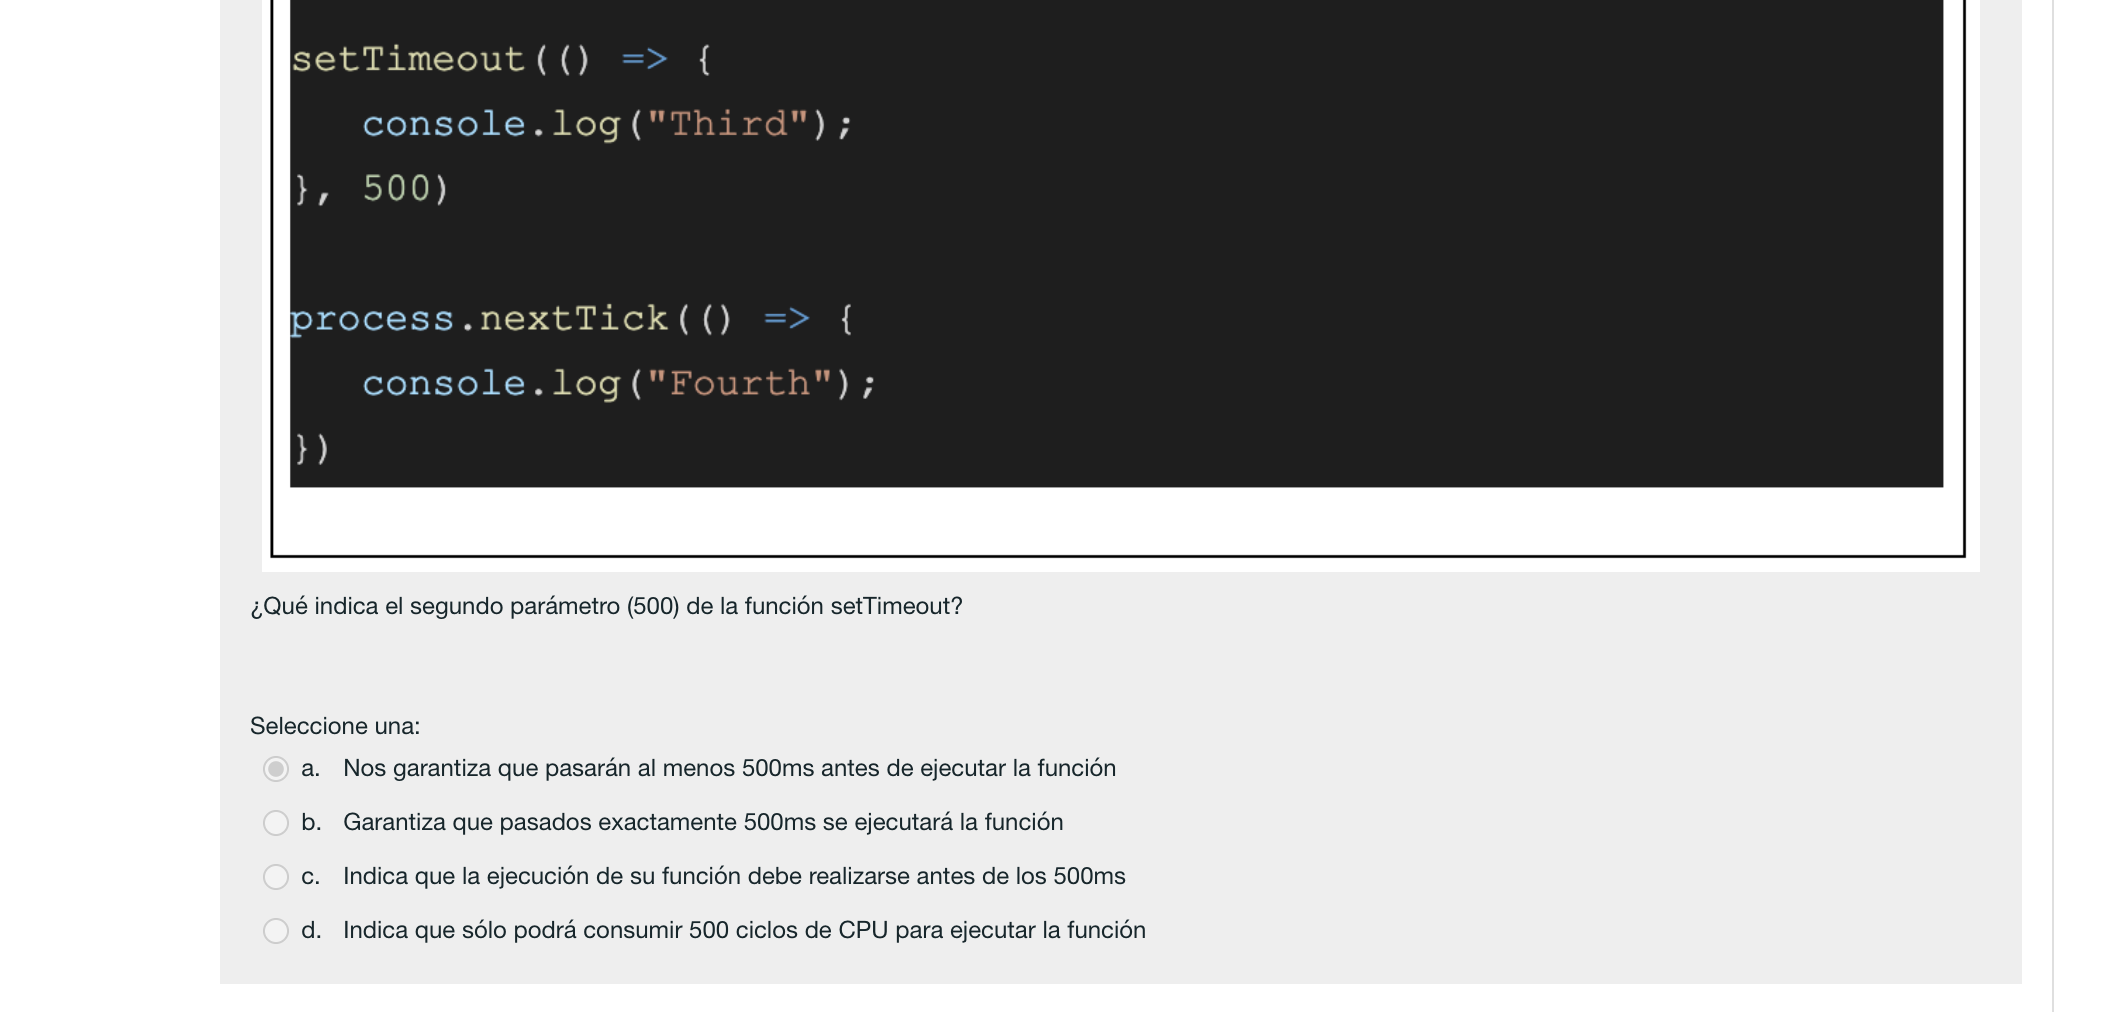 setTimeout(() => {
console.log("Third");
}, 500)
process.nextTick(() => {
console.log("Fourth");
})
¿Qué indica el segundo parámetro (500) de la función setTimeout?
Seleccione una:
a. Nos garantiza que pasarán al menos 500ms antes de ejecutar la función
b. Garantiza que pasados exactamente 500ms se ejecutará la función
c. Indica que la ejecución de su función debe realizarse antes de los 500ms
d. Indica que sólo podrá consumir 500 ciclos de CPU para ejecutar la función